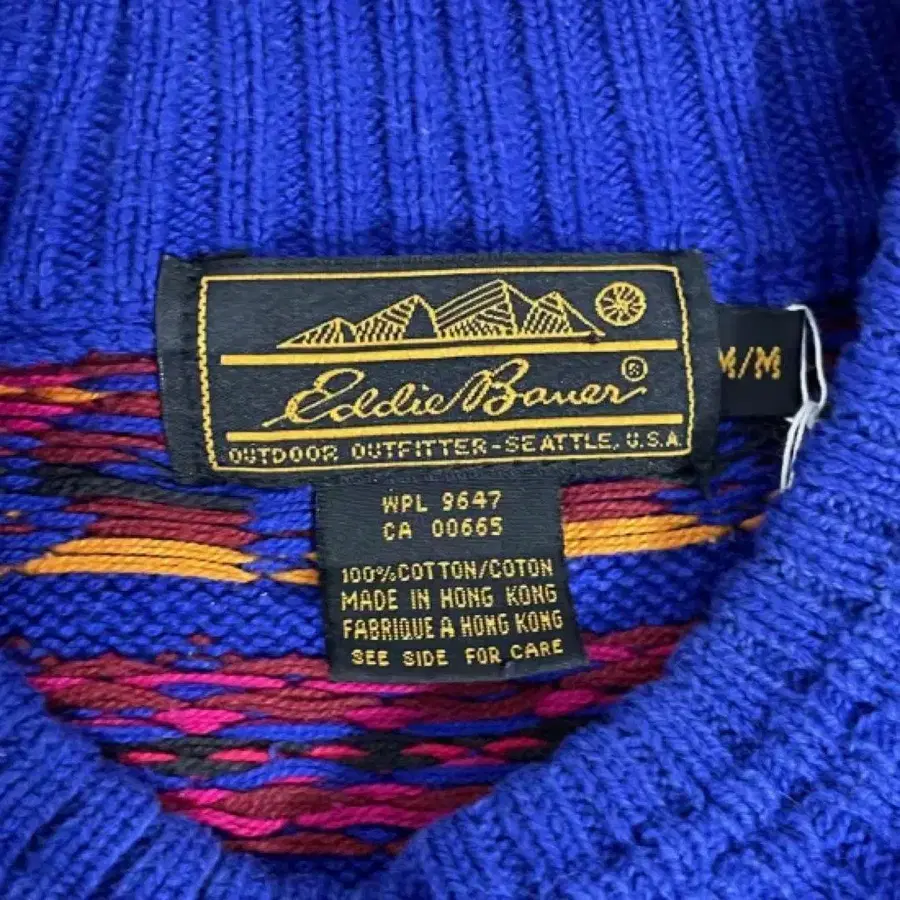 Eddie Bauer®
OUTDOOR OUTFITTER-SEATTLE, U.S.A.
M/M
WPL 9647
CA 00665
100% COTTON/COTON
MADE IN HONG KONG
FABRIQUE A HONG KONG
SEE SIDE FOR CARE